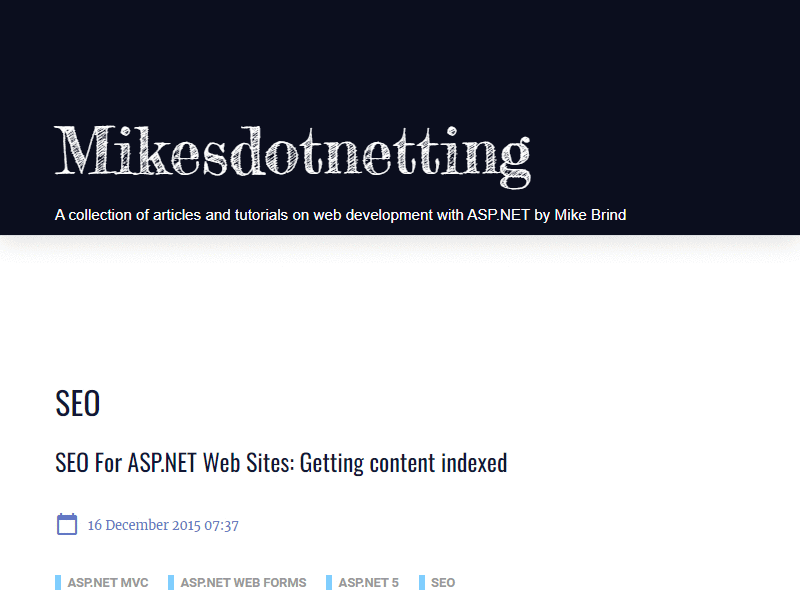 Mikesdotnetting
A collection of articles and tutorials on web development with ASP.NET by Mike Brind
SEO
SEO For ASP.NET Web Sites: Getting content indexed
16 December 2015 07:37
ASP.NET MVC ASP.NET WEB FORMS ASP.NET 5 SEO